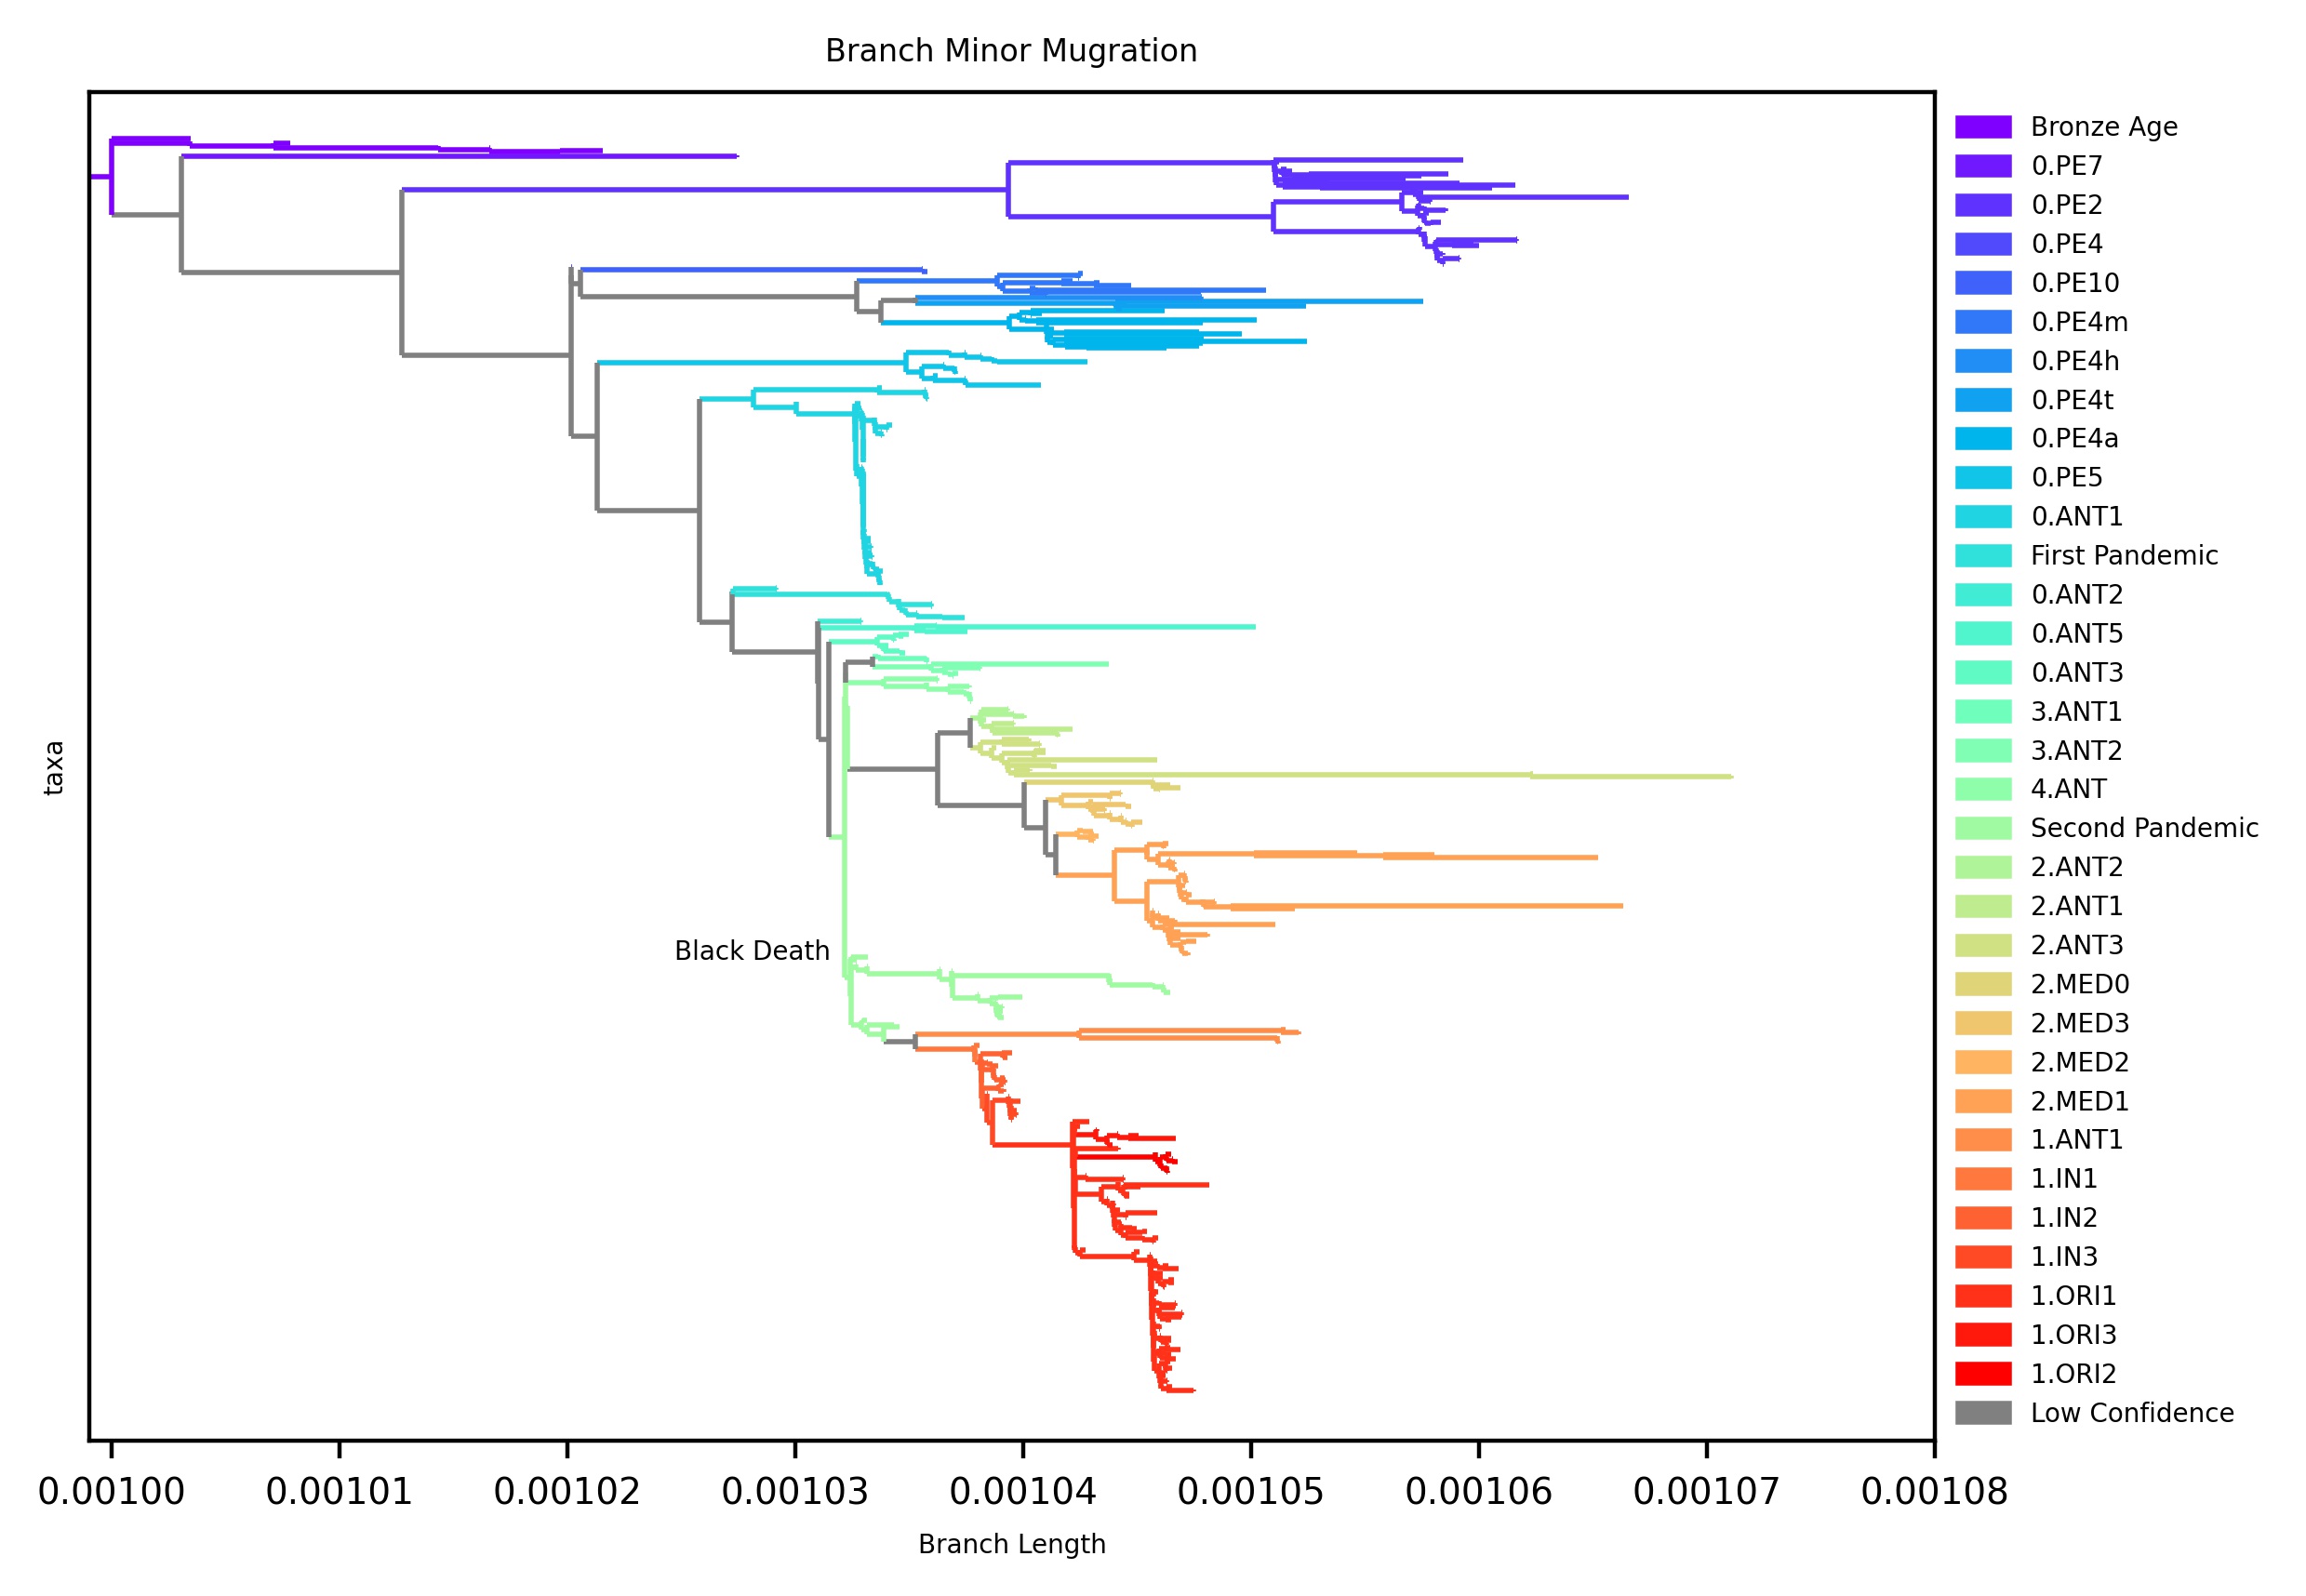 Branch Minor Mugration
Bronze Age
0.PE7
0.PE2
0.PE4
0.PE10
0.PE4m
0.PE4h
0.PE4t
0.PE4a
0.PE5
0.ANT1
First Pandemic
0.ANT2
0.ANT5
0.ANT3
3.ANT1
3.ANT2
4.ANT
Second Pandemic
2.ANT2
2.ANT1
2.ANT3
2.MED0
2.MED3
2.MED2
2.MED1
1.ANT1
1.IN1
1.IN2
1.IN3
1.ORI1
1.ORI3
1.ORI2
Low Confidence
taxa
Black Death
0.00100 0.00101 0.00102 0.00103 0.00104 0.00105 0.00106 0.00107 0.00108
Branch Length